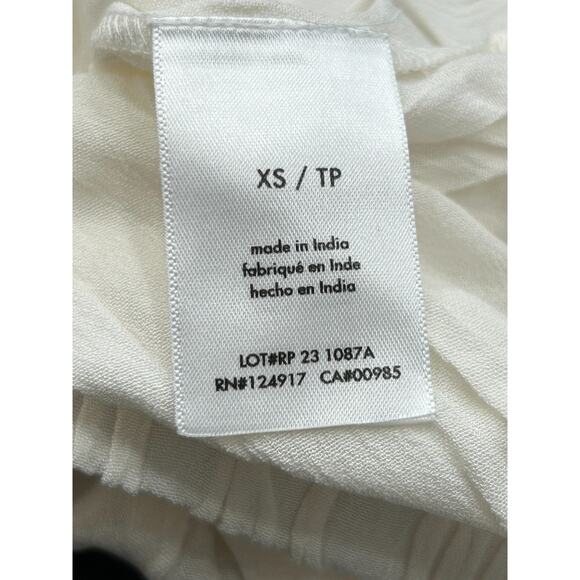 XS / TP
made in India
fabriqué en Inde
hecho en India
LOT#RP 23 1087A
RN#124917 CA#00985